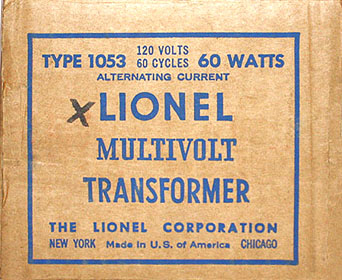 TYPE 1053 120 VOLTS 60 WATTS
60 CYCLES
ALTERNATING CURRENT
X LIONEL
MULTIVOLT
TRANSFORMER
THE LIONEL CORPORATION
NEW YORK Made in U.S. of America CHICAGO